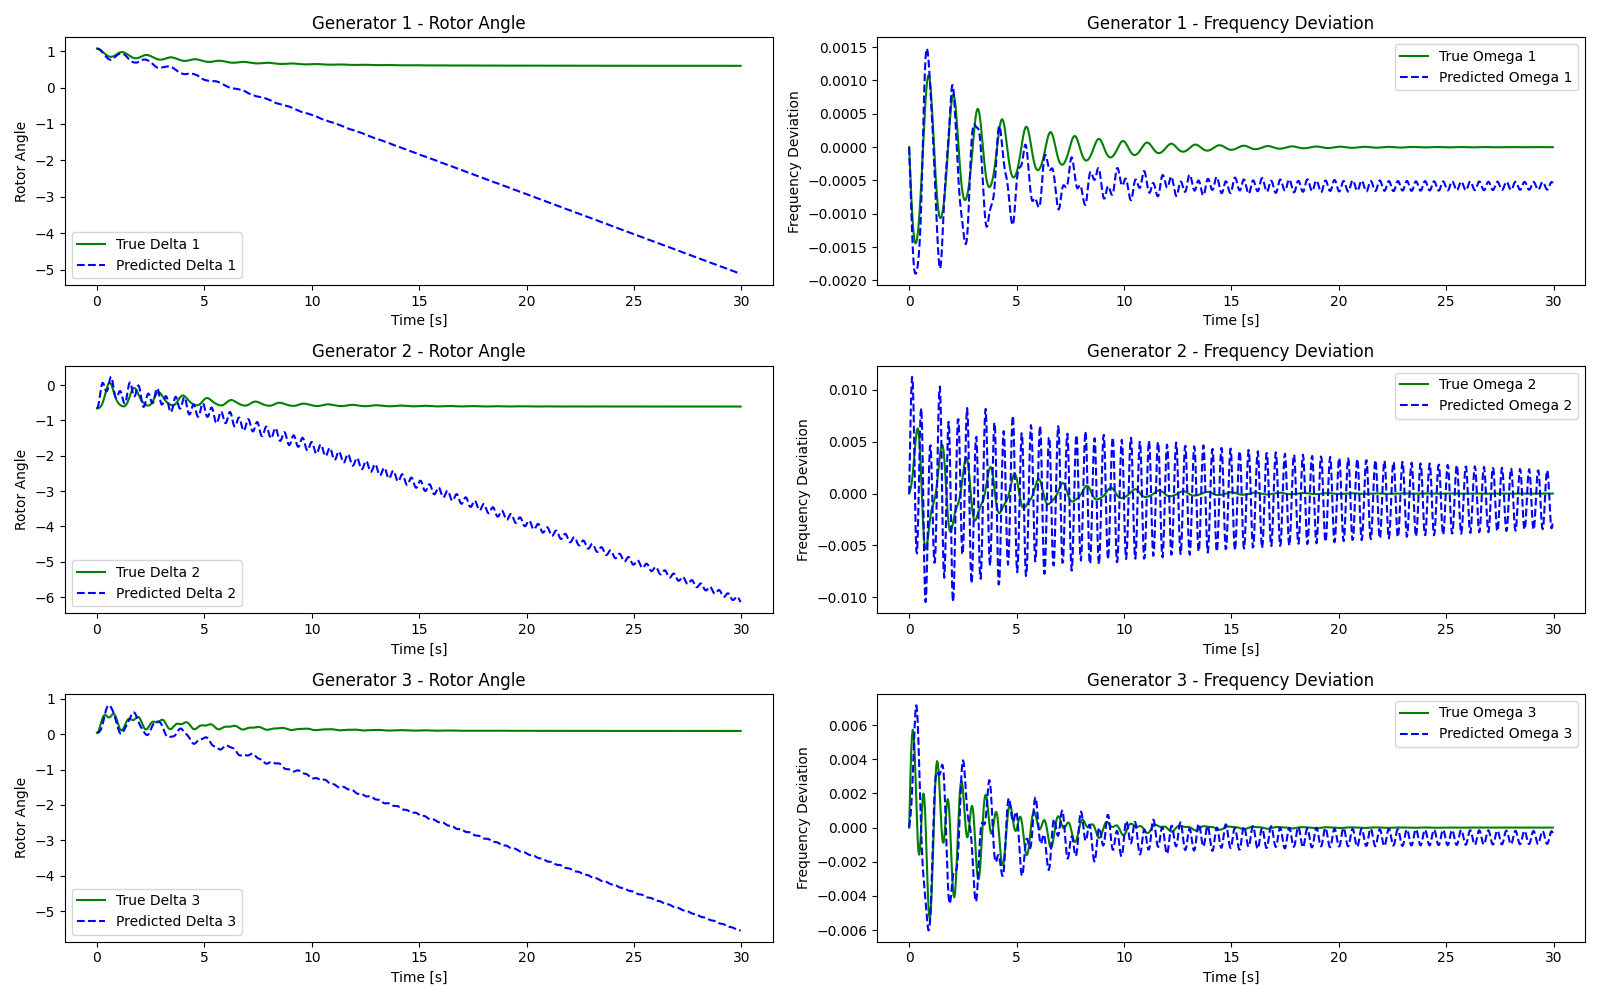 Generator 1 - Rotor Angle
Rotor Angle
1
0
−1
−2
−3
−4
−5
True Delta 1
Predicted Delta 1
0 5 10 15 20 25 30
Time [s]
Generator 1 - Frequency Deviation
Frequency Deviation
0.0015
0.0010
0.0005
0.0000
−0.0005
−0.0010
−0.0015
−0.0020
True Omega 1
Predicted Omega 1
0 5 10 15 20 25 30
Time [s]
Generator 2 - Rotor Angle
Rotor Angle
0
−1
−2
−3
−4
−5
−6
True Delta 2
Predicted Delta 2
0 5 10 15 20 25 30
Time [s]
Generator 2 - Frequency Deviation
Frequency Deviation
0.010
0.005
0.000
−0.005
−0.010
True Omega 2
Predicted Omega 2
0 5 10 15 20 25 30
Time [s]
Generator 3 - Rotor Angle
Rotor Angle
1
0
−1
−2
−3
−4
−5
True Delta 3
Predicted Delta 3
0 5 10 15 20 25 30
Time [s]
Generator 3 - Frequency Deviation
Frequency Deviation
0.006
0.004
0.002
0.000
−0.002
−0.004
−0.006
True Omega 3
Predicted Omega 3
0 5 10 15 20 25 30
Time [s]